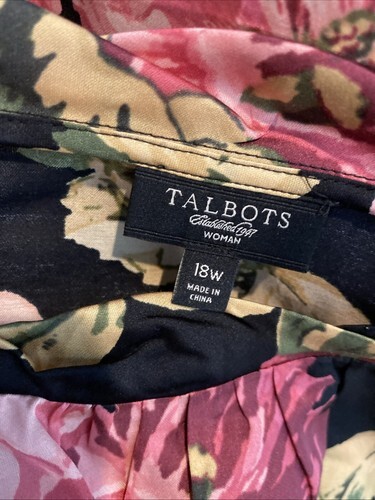 TALBOTS
Established 1947
WOMAN
18W
MADE IN
CHINA